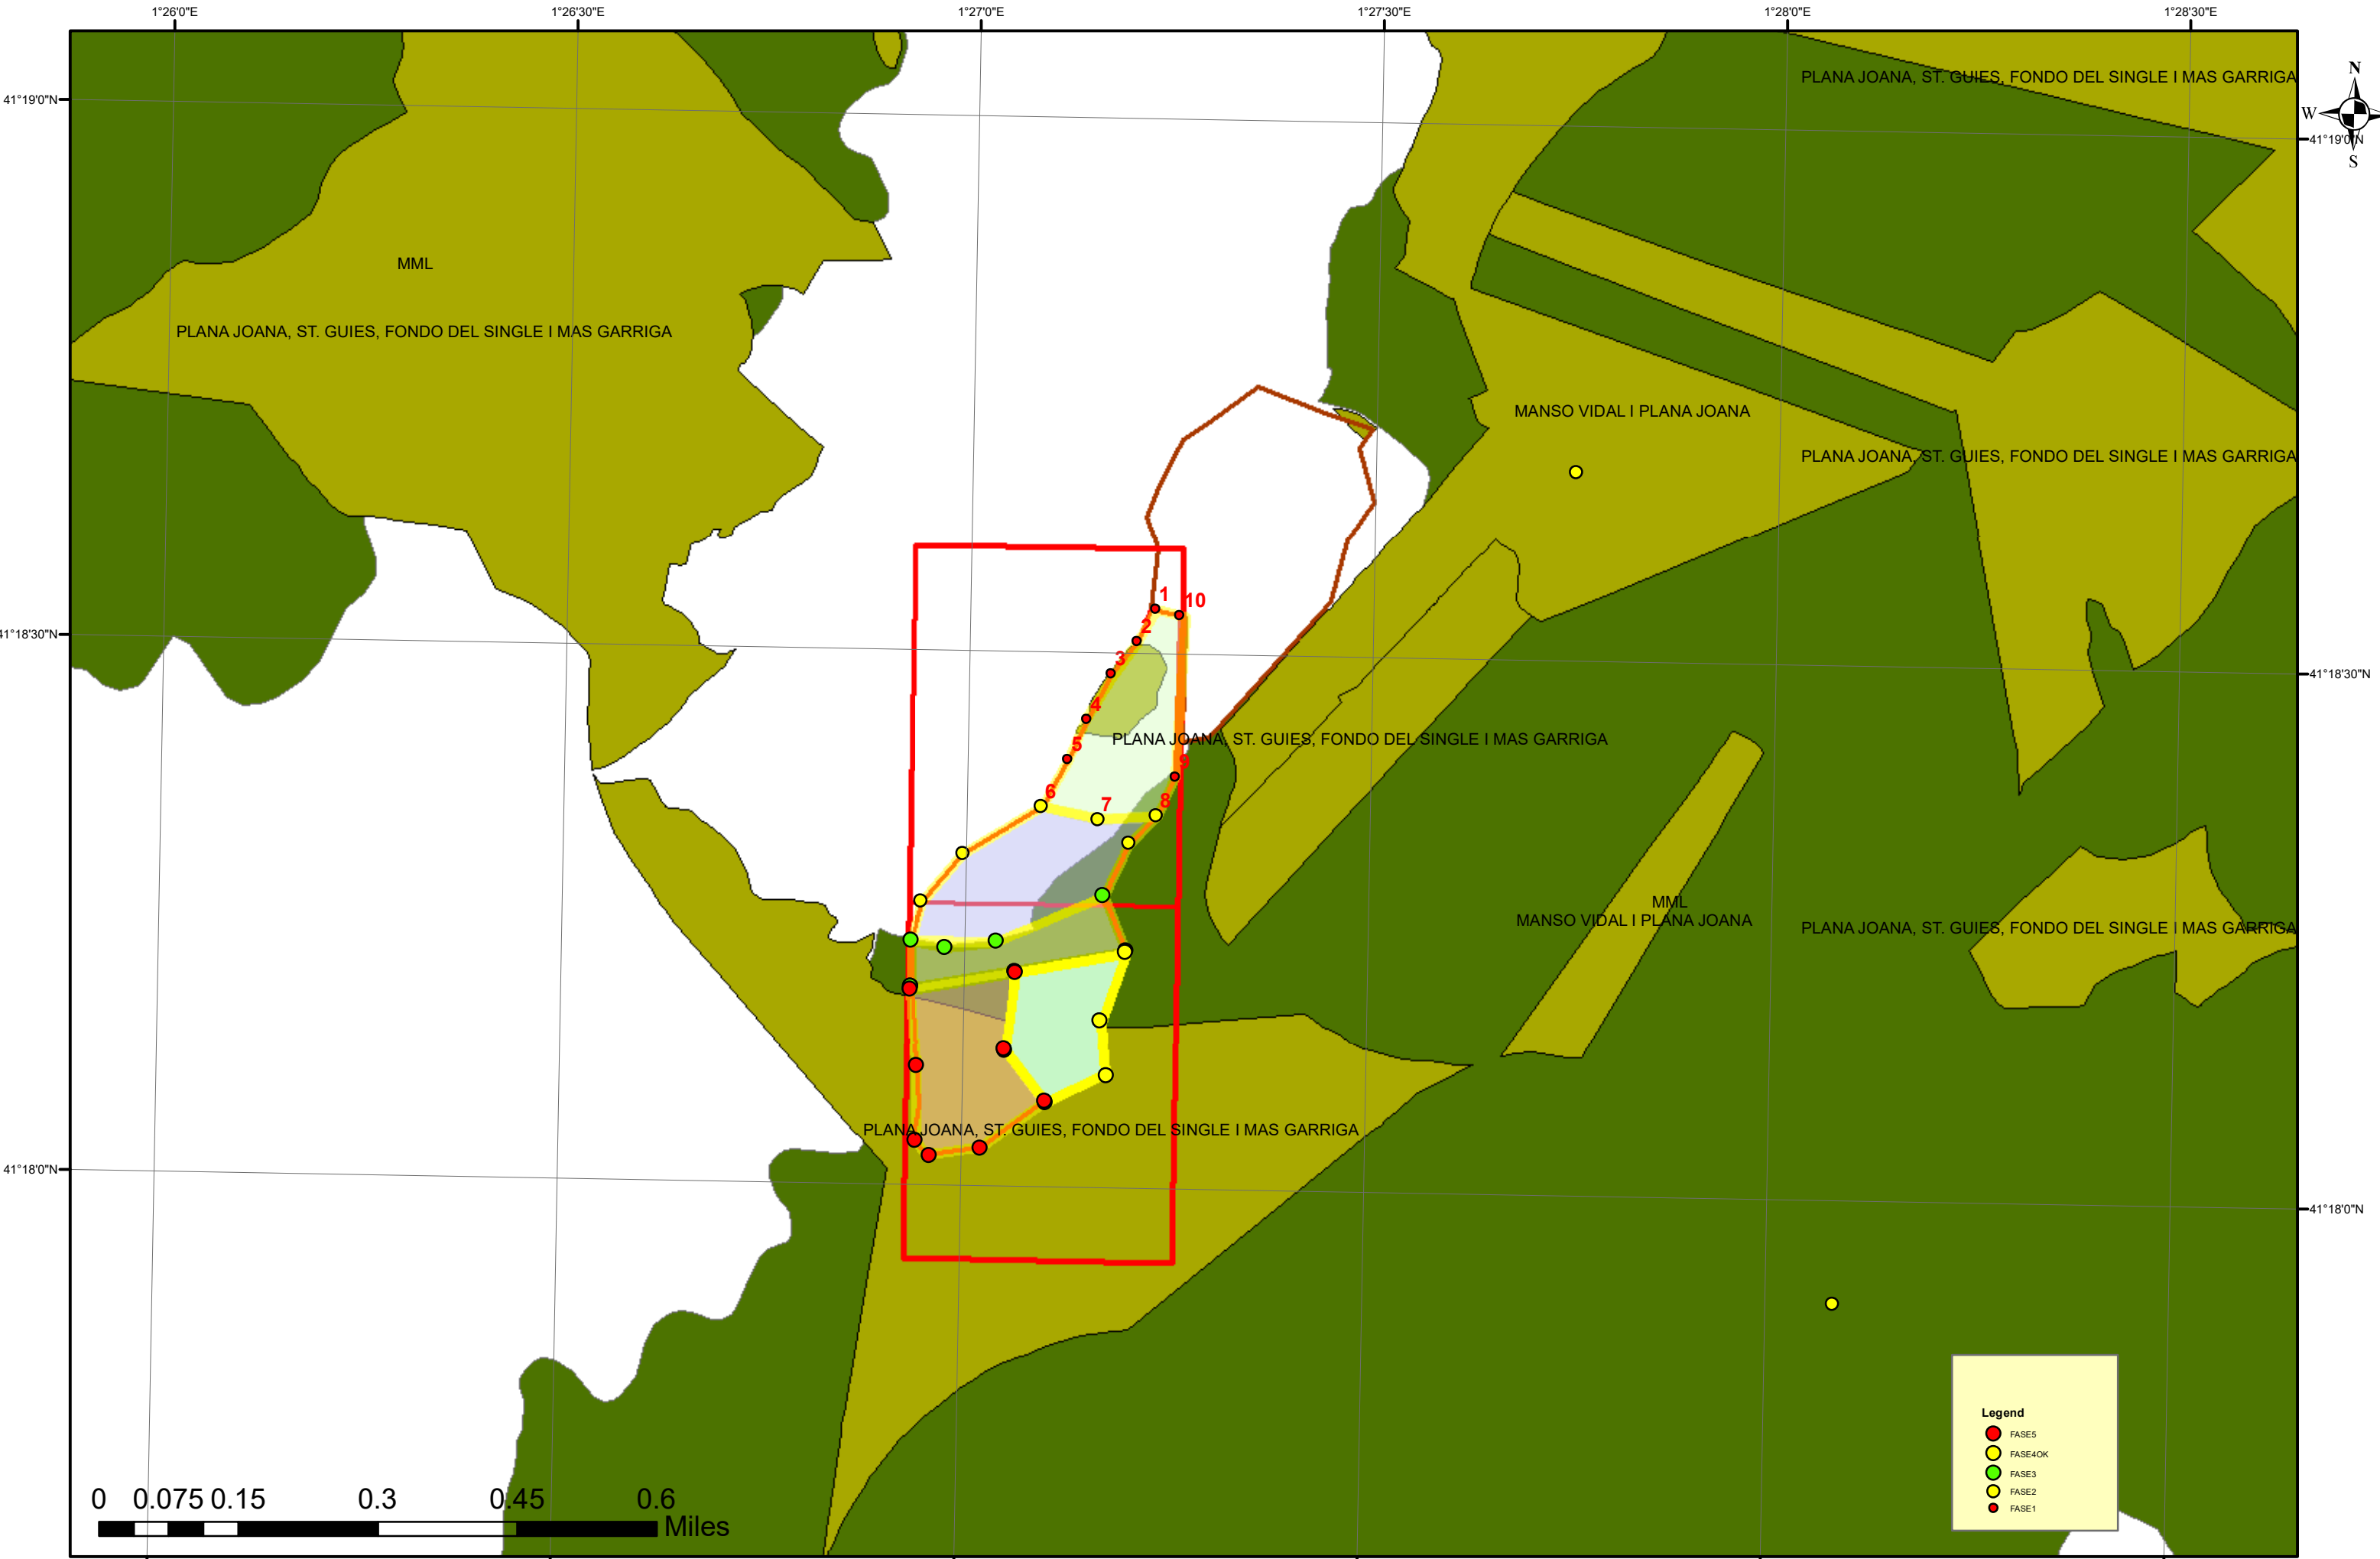 1°26'0"E
1°26'30"E
1°27'0"E
1°27'30"E
1°28'0"E
1°28'30"E
N
W
S
41°19'0"N
41°19'0"N
PLANA JOANA, ST. GUIES, FONDO DEL SINGLE I MAS GARRIGA
MML
PLANA JOANA, ST. GUIES, FONDO DEL SINGLE I MAS GARRIGA
MANSO VIDAL I PLANA JOANA
PLANA JOANA, ST. GUIES, FONDO DEL SINGLE I MAS GARRIGA
1
10
2
41°18'30"N
3
41°18'30"N
4
5
PLANA JOANA, ST. GUIES, FONDO DEL SINGLE I MAS GARRIGA
9
6
7
8
MML
MANSO VIDAL I PLANA JOANA
PLANA JOANA, ST. GUIES, FONDO DEL SINGLE I MAS GARRIGA
PLANA JOANA, ST. GUIES, FONDO DEL SINGLE I MAS GARRIGA
41°18'0"N
41°18'0"N
Legend
FASE5
FASE4OK
FASE3
FASE2
FASE1
0 0.075 0.15 0.3 0.45 0.6
Miles